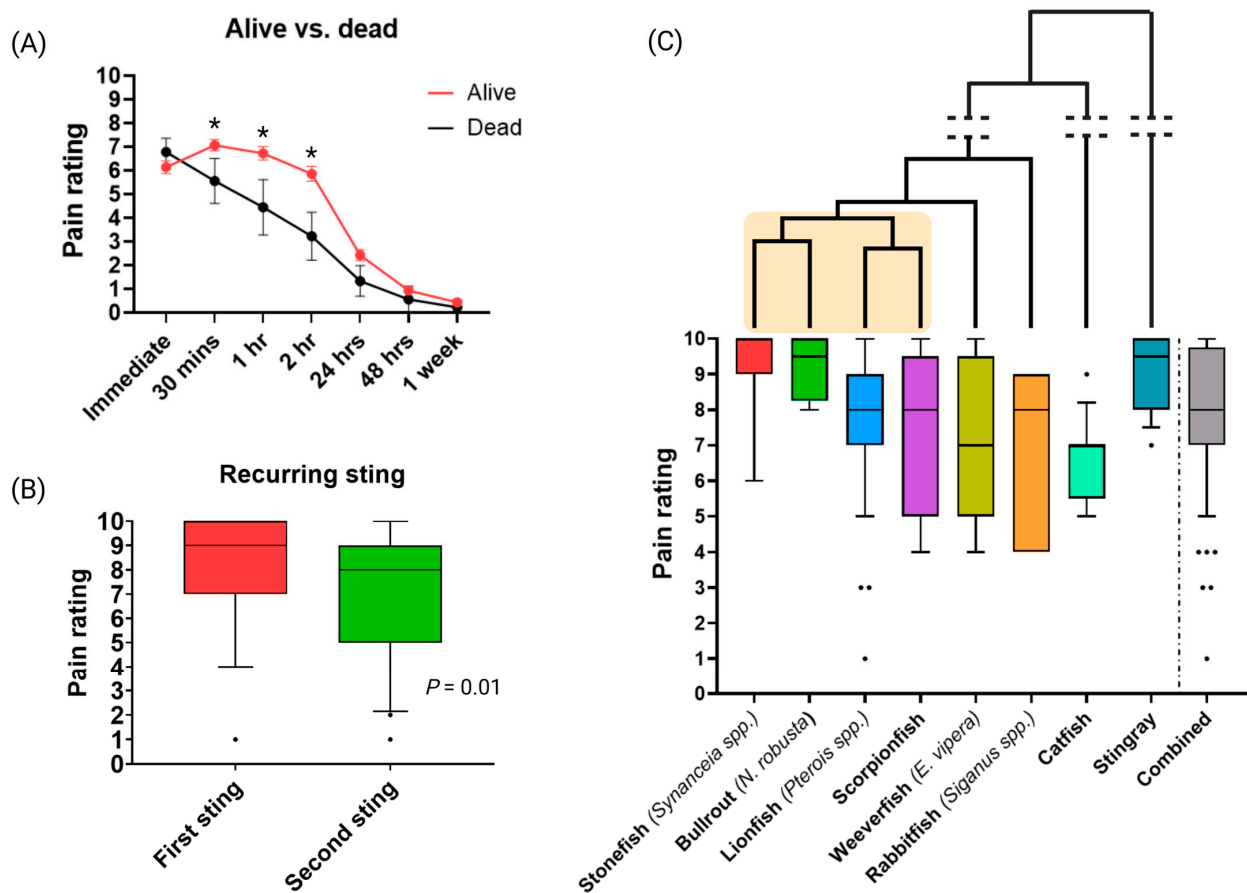 (A)
Alive vs. dead
Pain rating
10
9
8
7
6
5
4
3
2
1
0
* * *
Alive
Dead
Immediate
30 mins
1 hr
2 hr
24 hrs
48 hrs
1 week
(B)
Recurring sting
Pain rating
10
9
8
7
6
5
4
3
2
1
0
P = 0.01
First sting
Second sting
(C)
Pain rating
10
9
8
7
6
5
4
3
2
1
0
Stonefish (Synanceia spp.)
Bullrout (N. robusta)
Lionfish (Pterois spp.)
Scorpionfish
Weeverfish (E. vipera)
Rabbitfish (Siganus spp.)
Catfish
Stingray
Combined